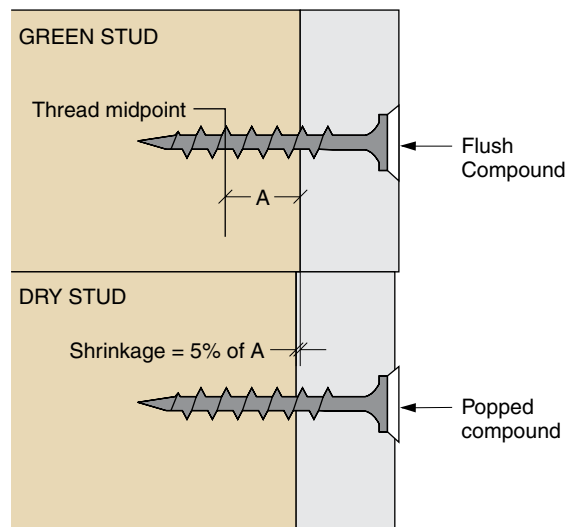 GREEN STUD
Thread midpoint
Flush
Compound
A
DRY STUD
Shrinkage = 5% of A
Popped
compound